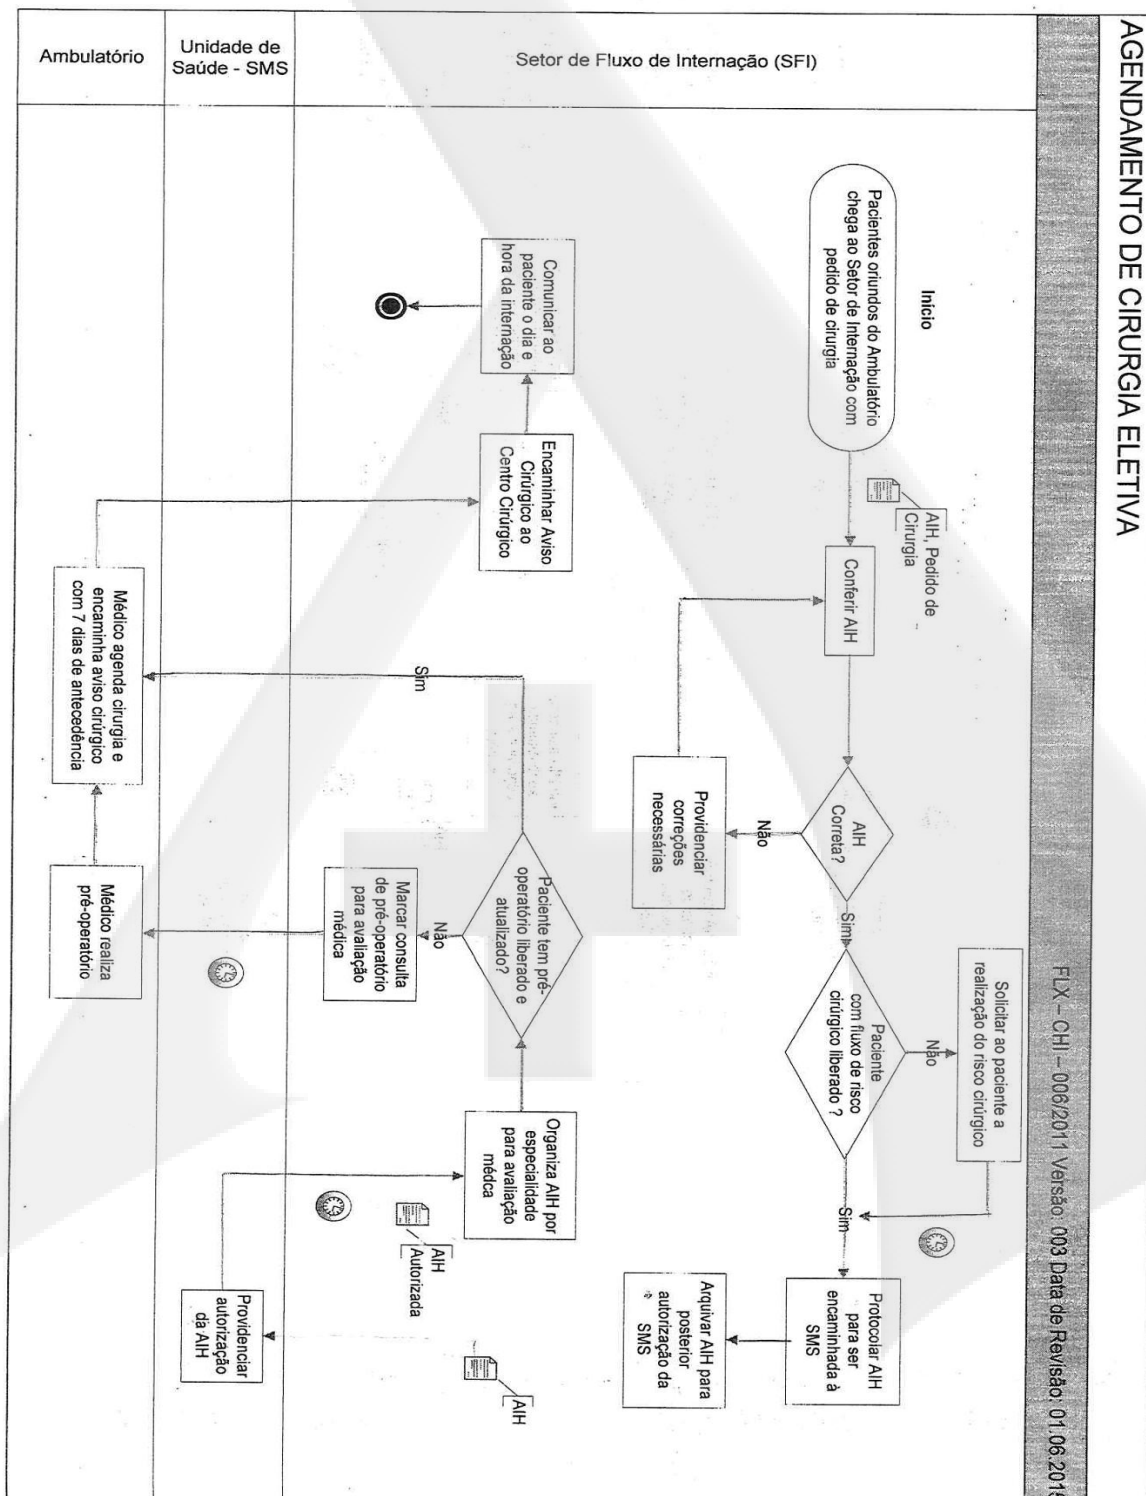 AGENDAMENTO DE CIRURGIA ELETIVA
FLX – CHI – 006/2011 Versão: 003 Data de Revisão: 01.06.2015
Setor de Fluxo de Internação (SFI)
Início
Pacientes oriundos do Ambulatório
chega ao Setor de Internação com
pedido de cirurgia
AIH, Pedido de
Cirurgia
Conferir AIH
AIH
Correta?
Não
Providenciar
correções
necessárias
Sim
Paciente
com fluxo de risco
cirúrgico liberado ?
Não
Solicitar ao paciente a
realização do risco cirúrgico
Sim
Protocolar AIH
para ser
encaminhada à
SMS
Arquivar AIH para
posterior
autorização da
SMS
AIH
Unidade de
Saúde - SMS
Providenciar
autorização
da AIH
AIH
Autorizada
Organiza AIH por
especialidade
para avaliação
médca
Paciente tem pré-
operatório liberado e
atualizado?
Não
Marcar consulta
de pré-operatório
para avaliação
médica
Sim
Ambulatório
Médico realiza
pré-operatório
Médico agenda cirurgia e
encaminha aviso cirúrgico
com 7 dias de antecedência
Encaminhar Aviso
Cirúrgico ao
Centro Cirúrgico
Comunicar ao
paciente o dia e
hora da internação